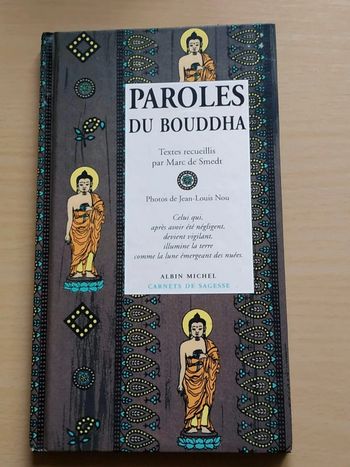 PAROLES
DU BOUDDHA
Textes recueillis
par Marc de Smedt
Photos de Jean-Louis Nou
Celui qui,
après avoir été négligent,
devient vigilant,
illumine la terre
comme la lune émergeant des nuées.
ALBIN MICHEL
CARNETS DE SAGESSE